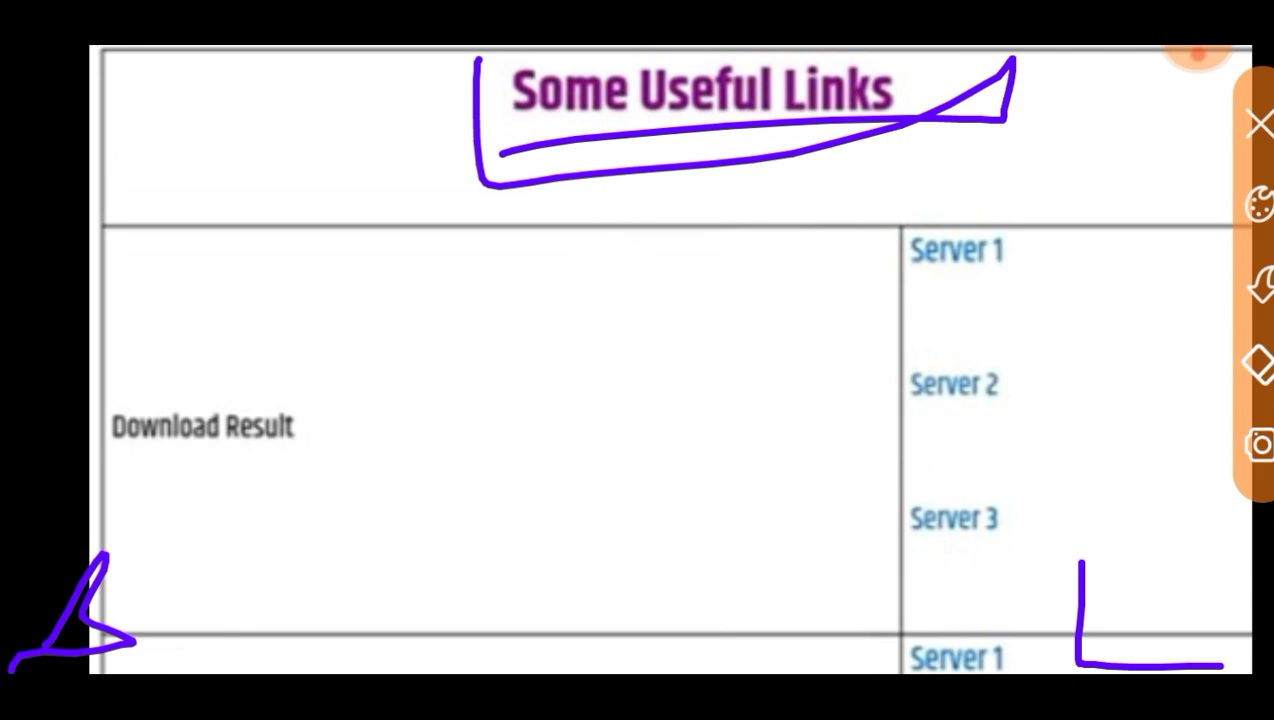 Some Useful Links
Server 1
Server 2
Download Result
Server 3
Server 1